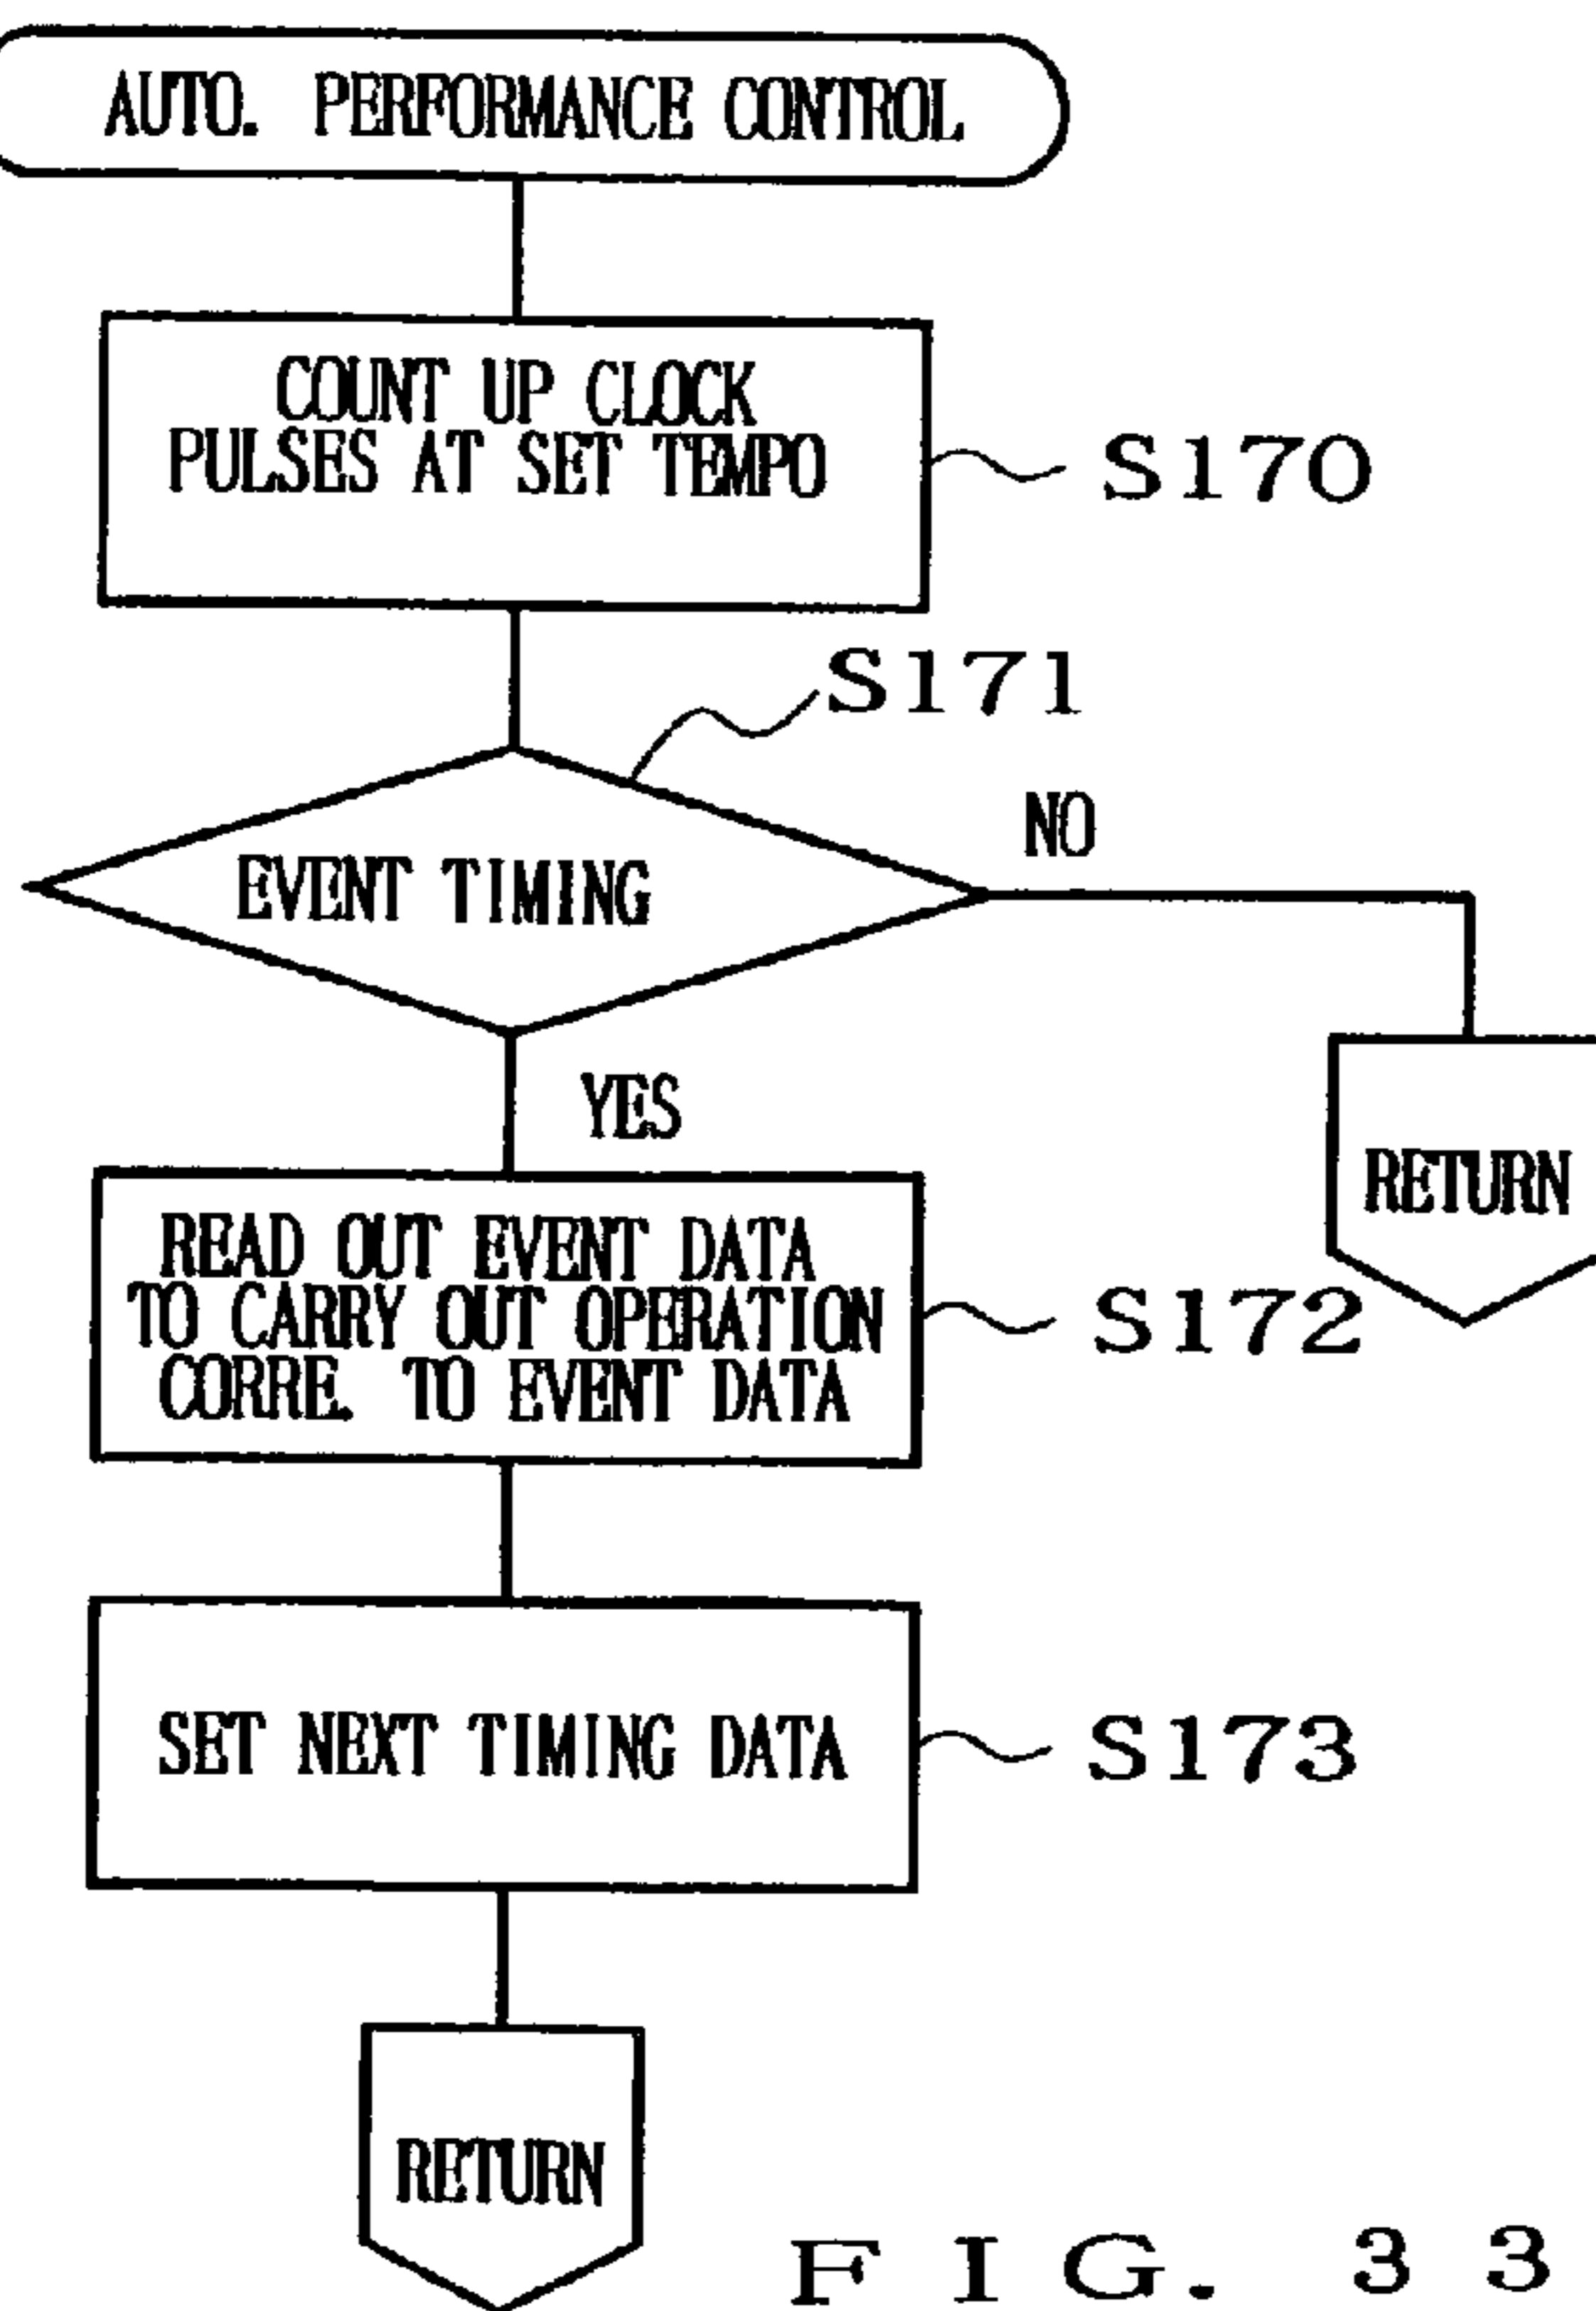 AUTO. PERFORMANCE CONTROL
COUNT UP CLOCK
PULSES AT SET TEMPO
S170
S171
EVENT TIMING
NO
YES
RETURN
READ OUT EVENT DATA
TO CARRY OUT OPERATION
CORRE. TO EVENT DATA
S172
SET NEXT TIMING DATA
S173
RETURN
FIG. 33